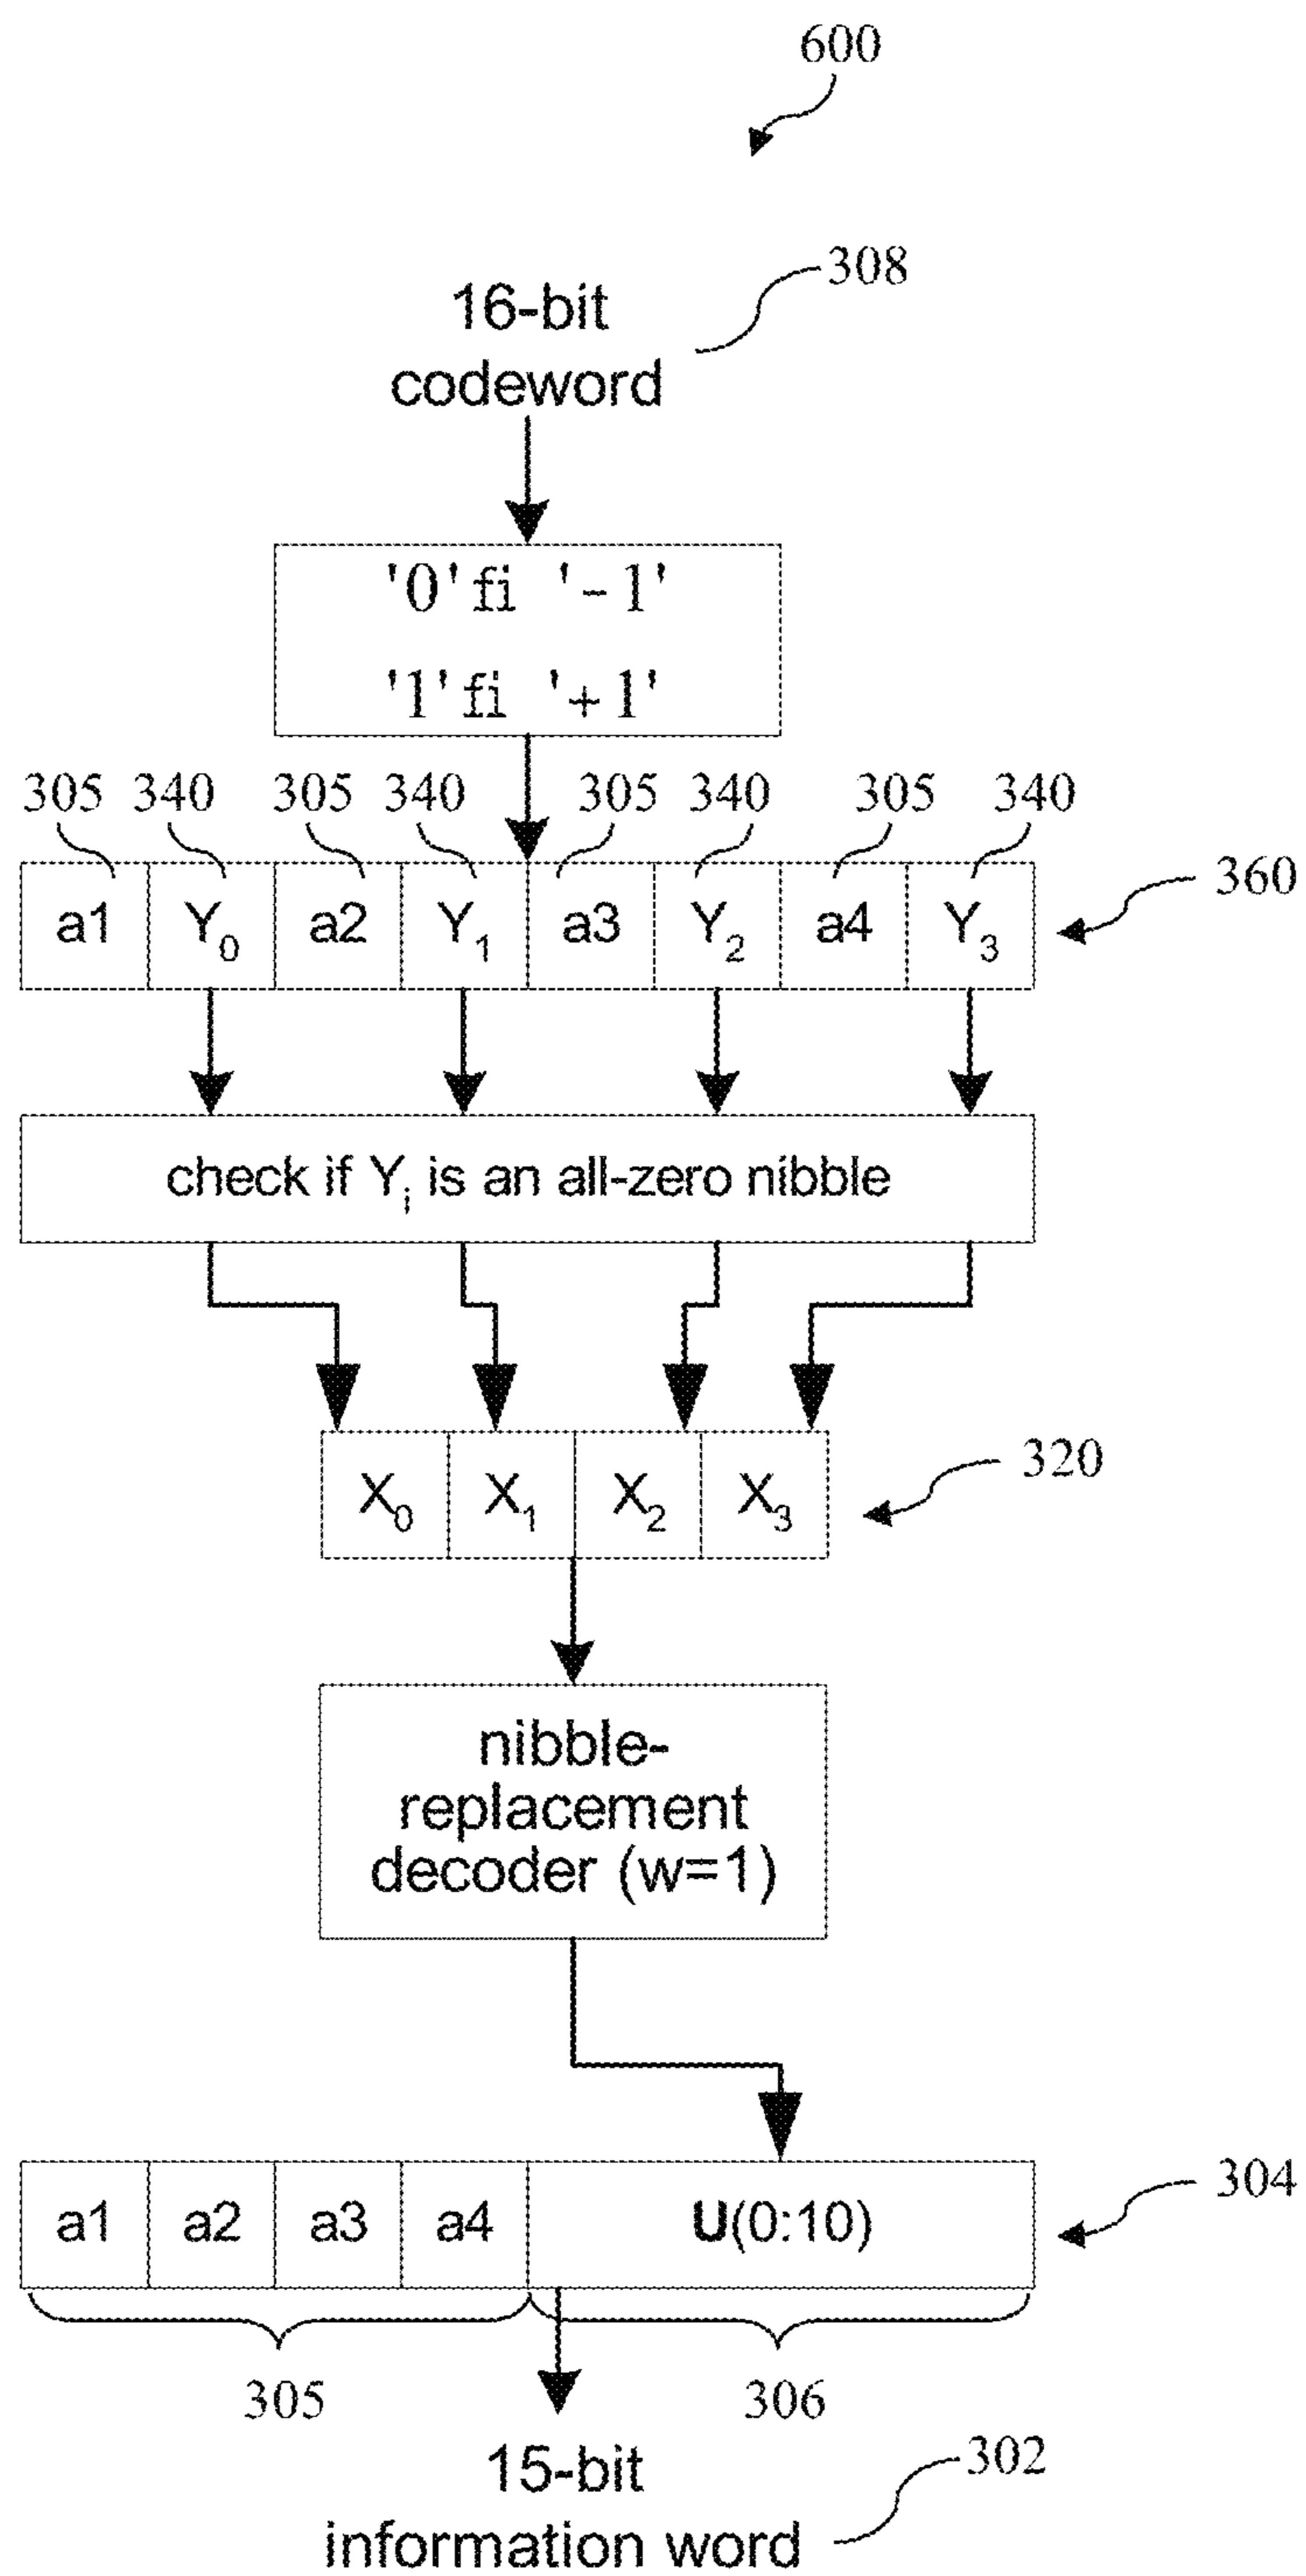 600
308
16-bit
codeword
'0'fi '-1'
'1'fi '+1'
305 340 305 340 305 340 305 340
360
a1 Y0 a2 Y1 a3 Y2 a4 Y3
check if Yi is an all-zero nibble
320
X0 X1 X2 X3
nibble-
replacement
decoder (w=1)
304
a1 a2 a3 a4 U(0:10)
305 306
15-bit
302
information word